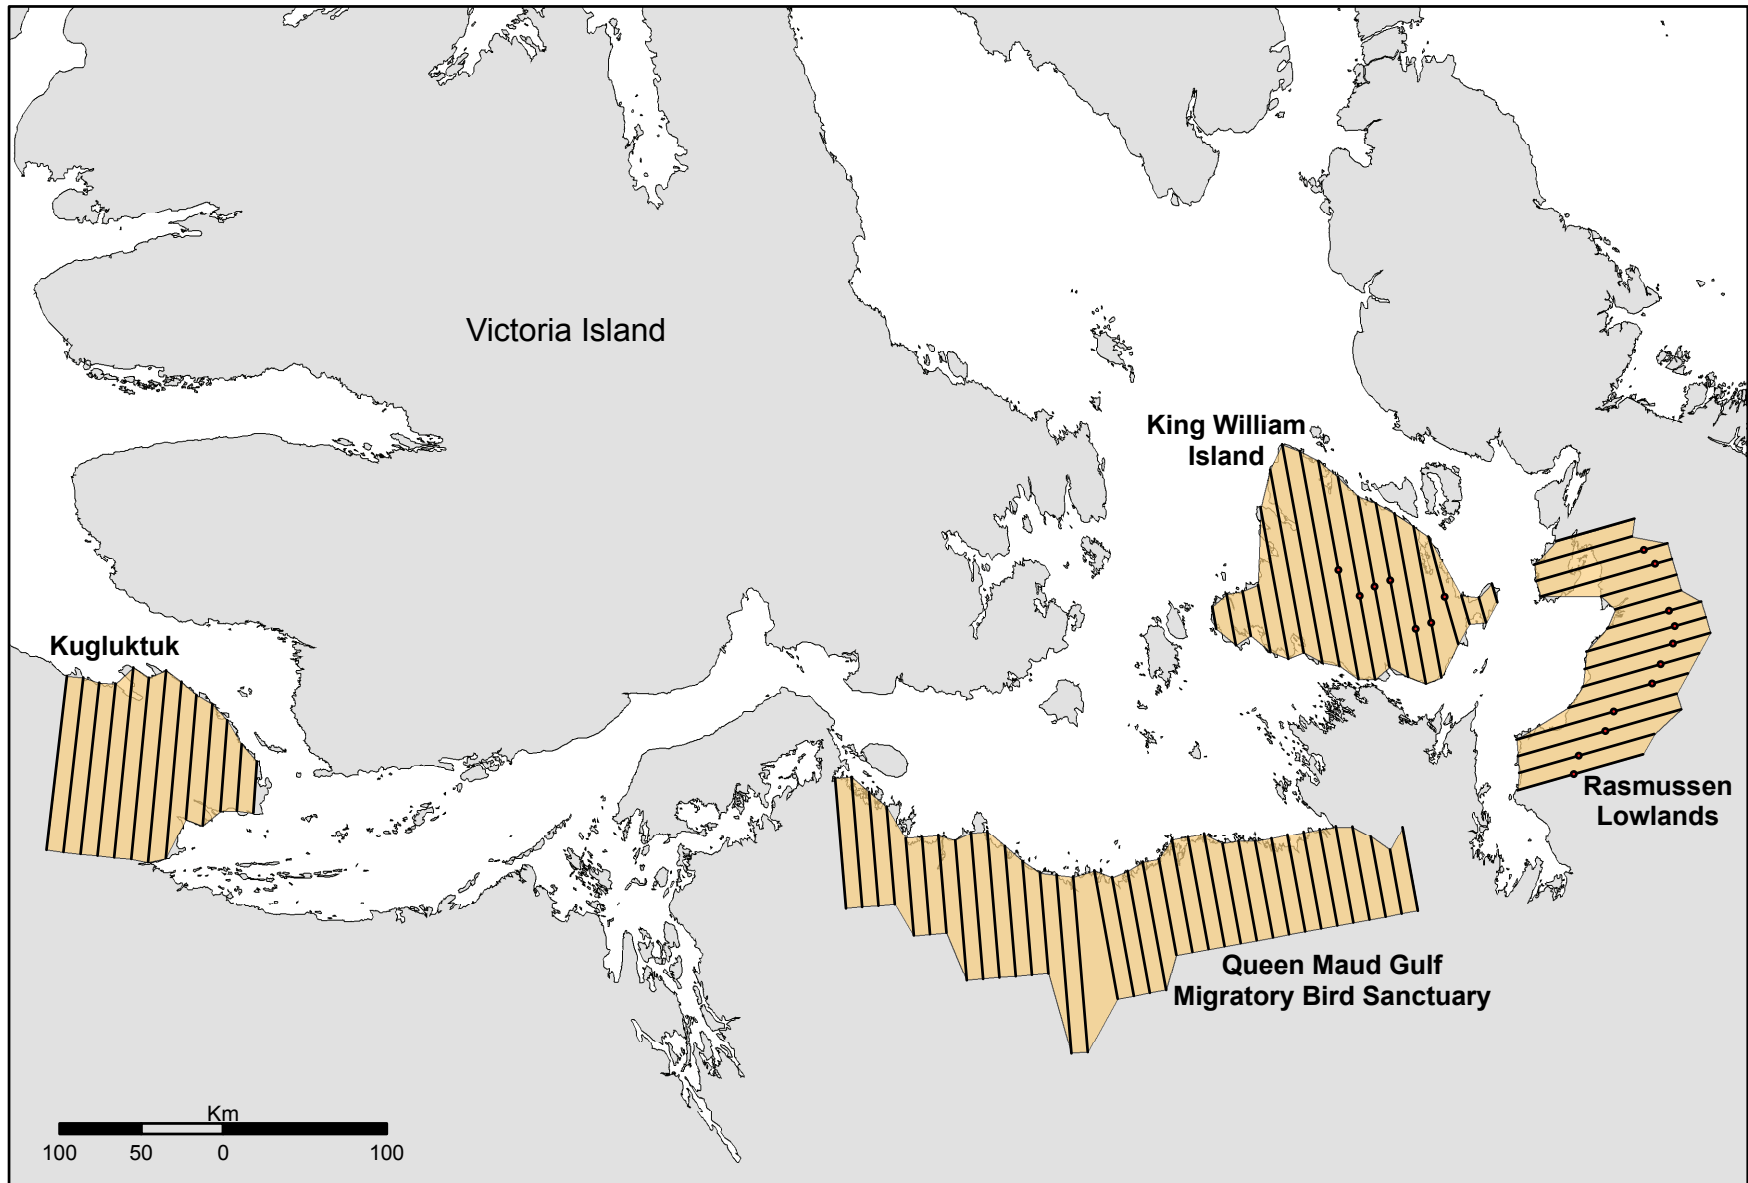 Victoria Island
King William
Island
Kugluktuk
Rasmussen
Lowlands
Queen Maud Gulf
Migratory Bird Sanctuary
Km
100 50 0 100